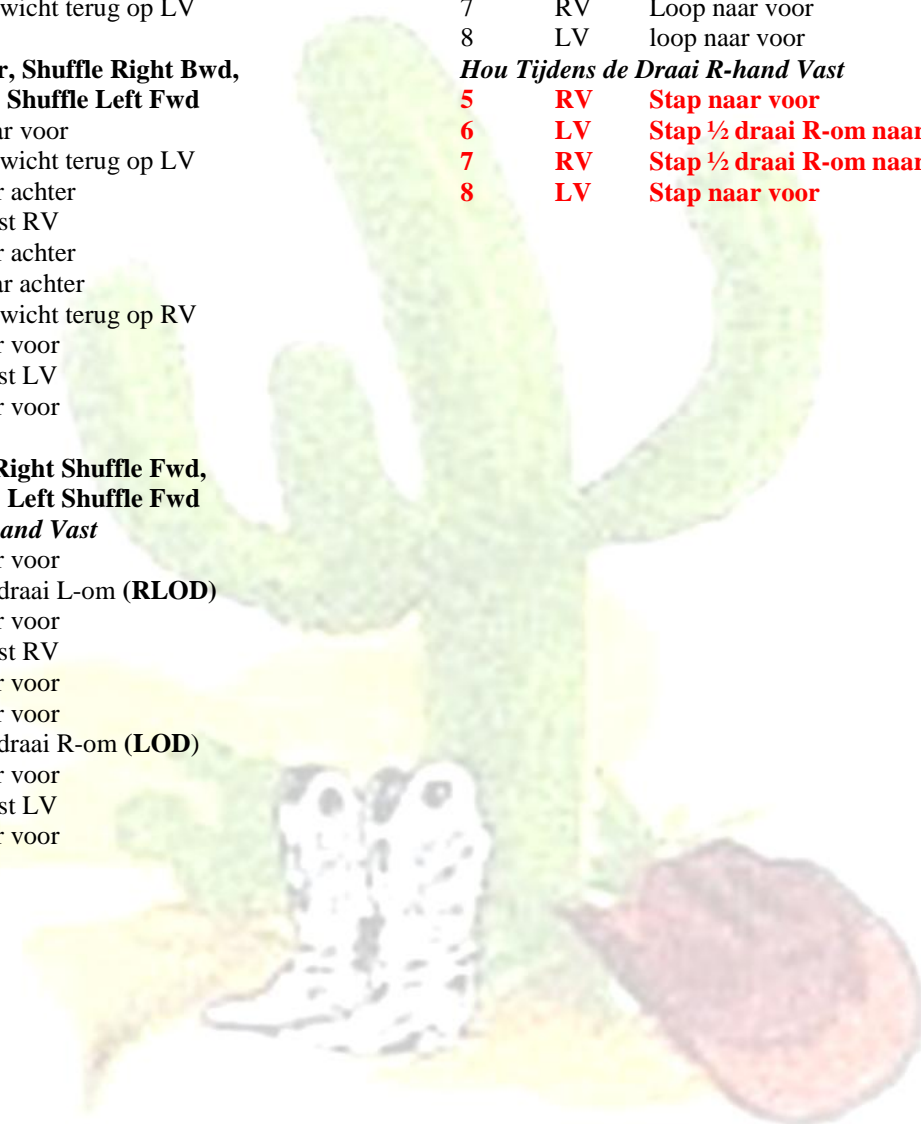 wicht terug op LV
r, Shuffle Right Bwd,
Shuffle Left Fwd
ar voor
wicht terug op LV
r achter
st RV
r achter
ar achter
wicht terug op RV
r voor
st LV
r voor
Right Shuffle Fwd,
Left Shuffle Fwd
and Vast
r voor
draai L-om (RLOD)
r voor
st RV
r voor
r voor
draai R-om (LOD)
r voor
st LV
r voor
7 RV Loop naar voor
8 LV loop naar voor
Hou Tijdens de Draai R-hand Vast
5 RV Stap naar voor
6 LV Stap ½ draai R-om naar
7 RV Stap ½ draai R-om naar
8 LV Stap naar voor